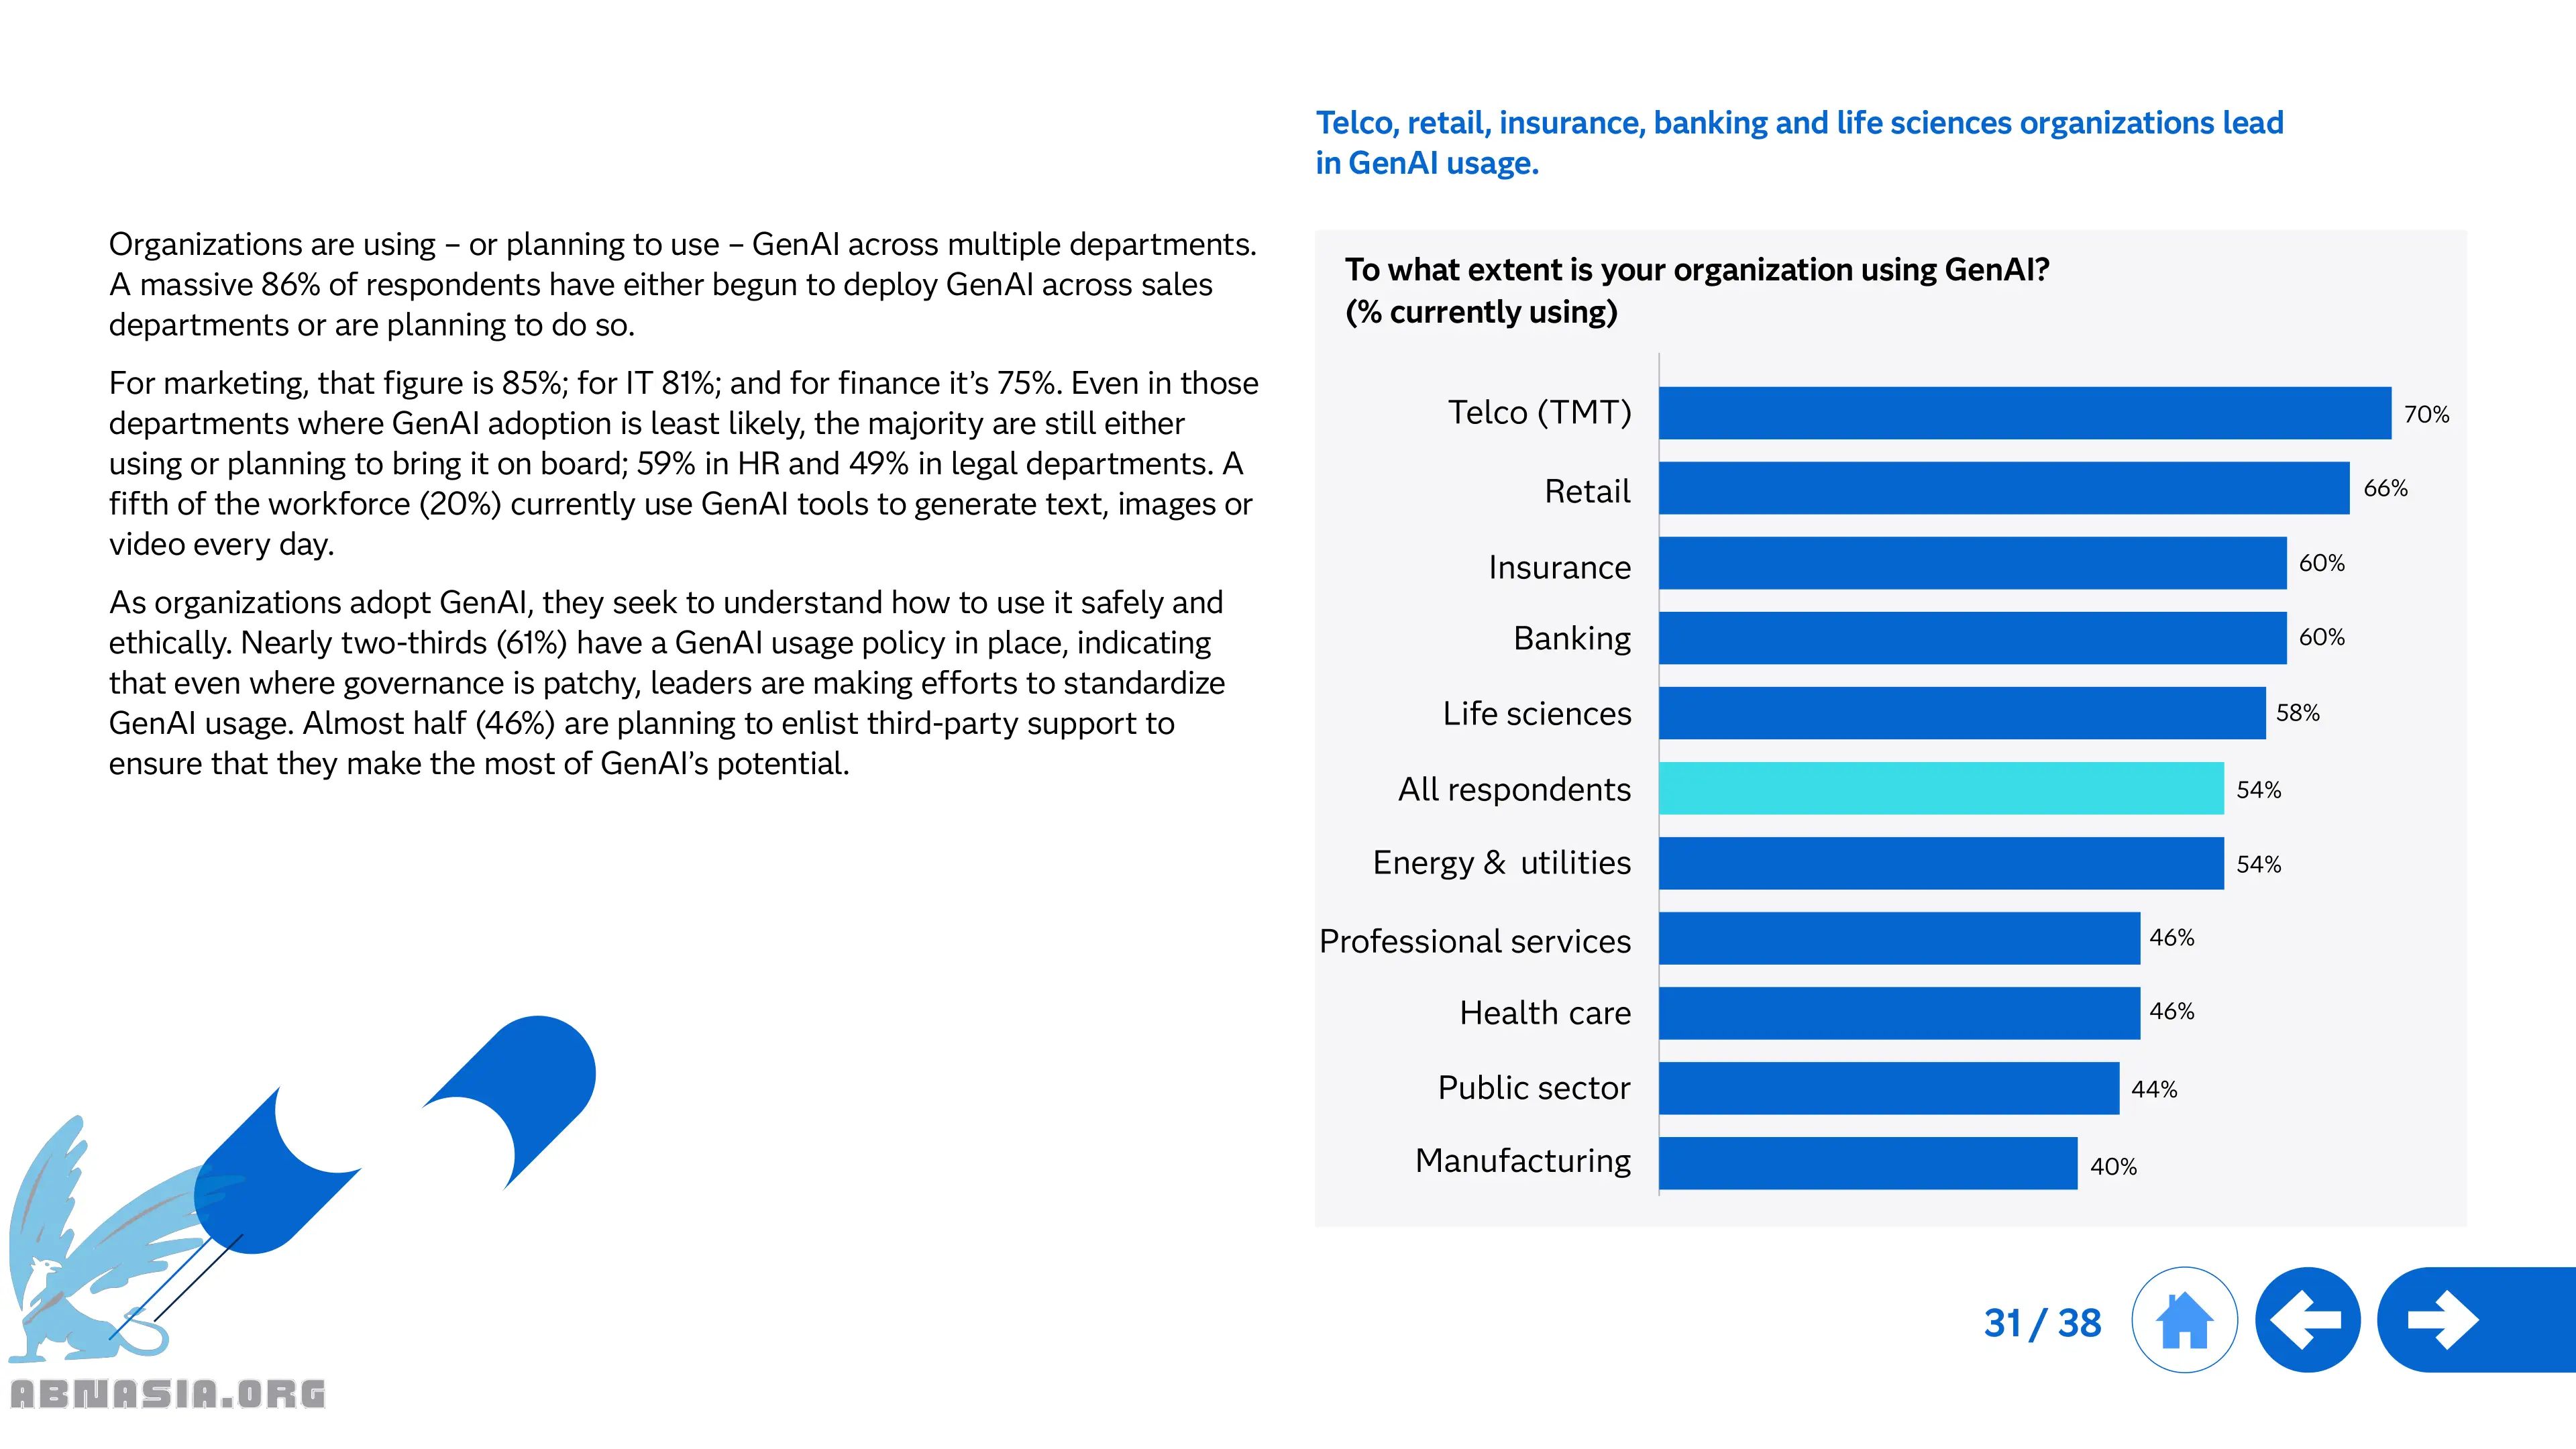 Telco, retail, insurance, banking and life sciences organizations lead
in GenAI usage.
Organizations are using – or planning to use – GenAI across multiple departments.
A massive 86% of respondents have either begun to deploy GenAI across sales
departments or are planning to do so.
For marketing, that figure is 85%; for IT 81%; and for finance it’s 75%. Even in those
departments where GenAI adoption is least likely, the majority are still either
using or planning to bring it on board; 59% in HR and 49% in legal departments. A
fifth of the workforce (20%) currently use GenAI tools to generate text, images or
video every day.
As organizations adopt GenAI, they seek to understand how to use it safely and
ethically. Nearly two-thirds (61%) have a GenAI usage policy in place, indicating
that even where governance is patchy, leaders are making efforts to standardize
GenAI usage. Almost half (46%) are planning to enlist third-party support to
ensure that they make the most of GenAI’s potential.
To what extent is your organization using GenAI?
(% currently using)
Telco (TMT) 70%
Retail 66%
Insurance 60%
Banking 60%
Life sciences 58%
All respondents 54%
Energy & utilities 54%
Professional services 46%
Health care 46%
Public sector 44%
Manufacturing 40%
31 / 38
ABNASIA.ORG